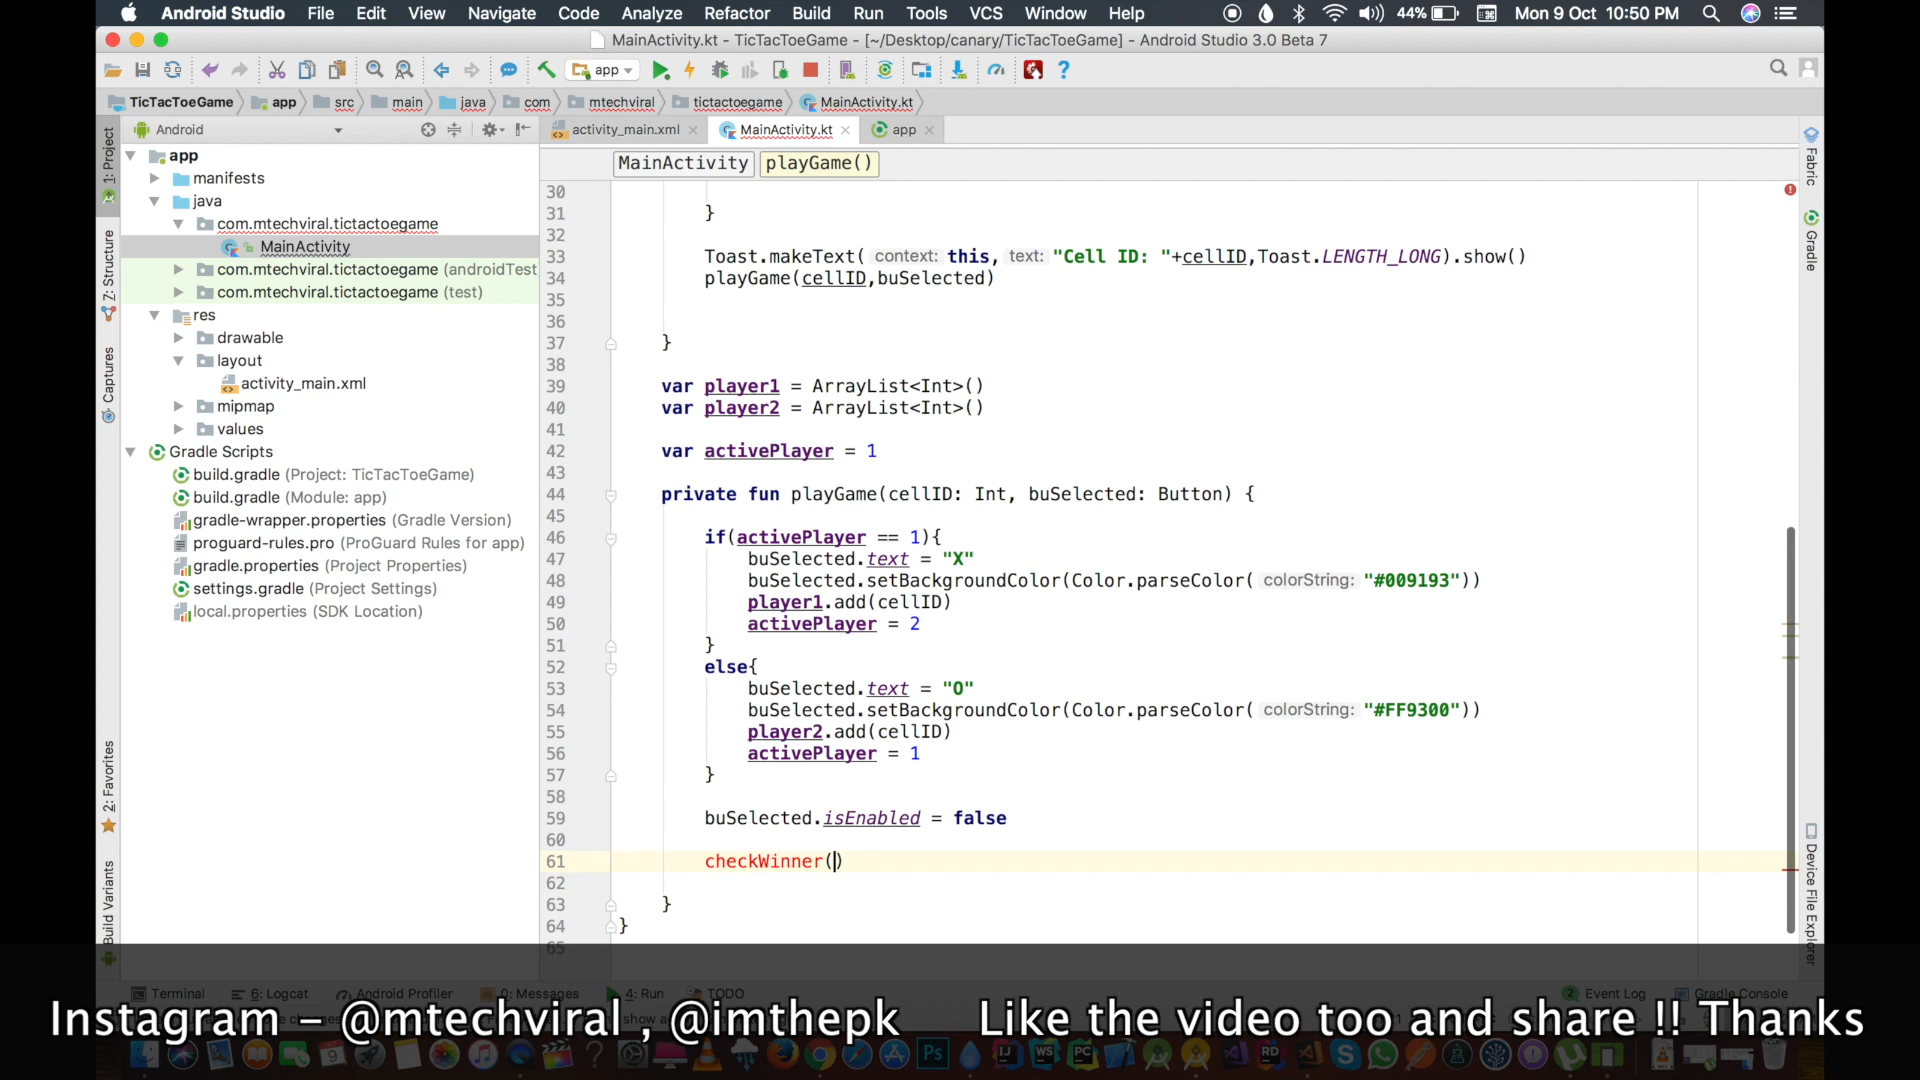 Android Studio File Edit View Navigate Code Analyze Refactor Build Run Tools VCS Window Help 44% Mon 9 Oct 10:50 PM
MainActivity.kt - TicTacToeGame - [~/Desktop/canary/TicTacToeGame] - Android Studio 3.0 Beta 7
app
TicTacToeGame app src main java com mtechviral tictactoegame MainActivity.kt
Android
activity_main.xml MainActivity.kt app
MainActivity playGame()
1: Project
Z: Structure
Captures
2: Favorites
Build Variants
app
manifests
java
com.mtechviral.tictactoegame
MainActivity
com.mtechviral.tictactoegame (androidTest
com.mtechviral.tictactoegame (test)
res
drawable
layout
activity_main.xml
mipmap
values
Gradle Scripts
build.gradle (Project: TicTacToeGame)
build.gradle (Module: app)
gradle-wrapper.properties (Gradle Version)
proguard-rules.pro (ProGuard Rules for app)
gradle.properties (Project Properties)
settings.gradle (Project Settings)
local.properties (SDK Location)
30
31 }
32
33 Toast.makeText( context: this, text: "Cell ID: "+cellID,Toast.LENGTH_LONG).show()
34 playGame(cellID,buSelected)
35
36
37 }
38
39 var player1 = ArrayList<Int>()
40 var player2 = ArrayList<Int>()
41
42 var activePlayer = 1
43
44 private fun playGame(cellID: Int, buSelected: Button) {
45
46 if(activePlayer == 1){
47 buSelected.text = "X"
48 buSelected.setBackgroundColor(Color.parseColor( colorString: "#009193"))
49 player1.add(cellID)
50 activePlayer = 2
51 }
52 else{
53 buSelected.text = "O"
54 buSelected.setBackgroundColor(Color.parseColor( colorString: "#FF9300"))
55 player2.add(cellID)
56 activePlayer = 1
57 }
58
59 buSelected.isEnabled = false
60
61 checkWinner()
62
63 }
64 }
65
Fabric
Gradle
Device File Explorer
Terminal 6: Logcat Android Profiler 0: Messages 4: Run TODO 2 Event Log Gradle Console
Instagram – @mtechviral , @imthepk Like the video too and share !! Thanks